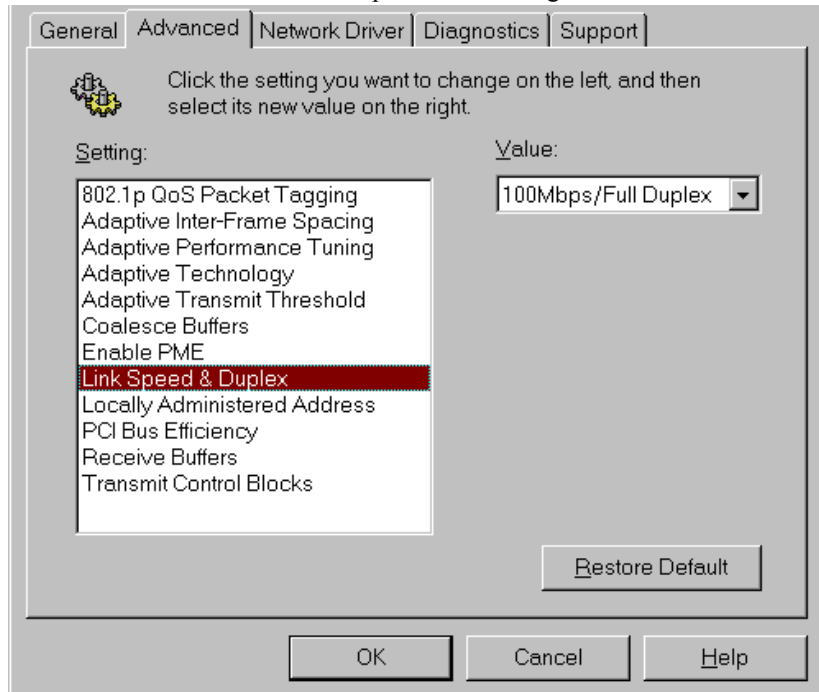 General Advanced Network Driver Diagnostics Support
Click the setting you want to change on the left, and then
select its new value on the right.
Setting:
802.1p QoS Packet Tagging
Adaptive Inter-Frame Spacing
Adaptive Performance Tuning
Adaptive Technology
Adaptive Transmit Threshold
Coalesce Buffers
Enable PME
Link Speed & Duplex
Locally Administered Address
PCI Bus Efficiency
Receive Buffers
Transmit Control Blocks
Value:
100Mbps/Full Duplex
Restore Default
OK Cancel Help